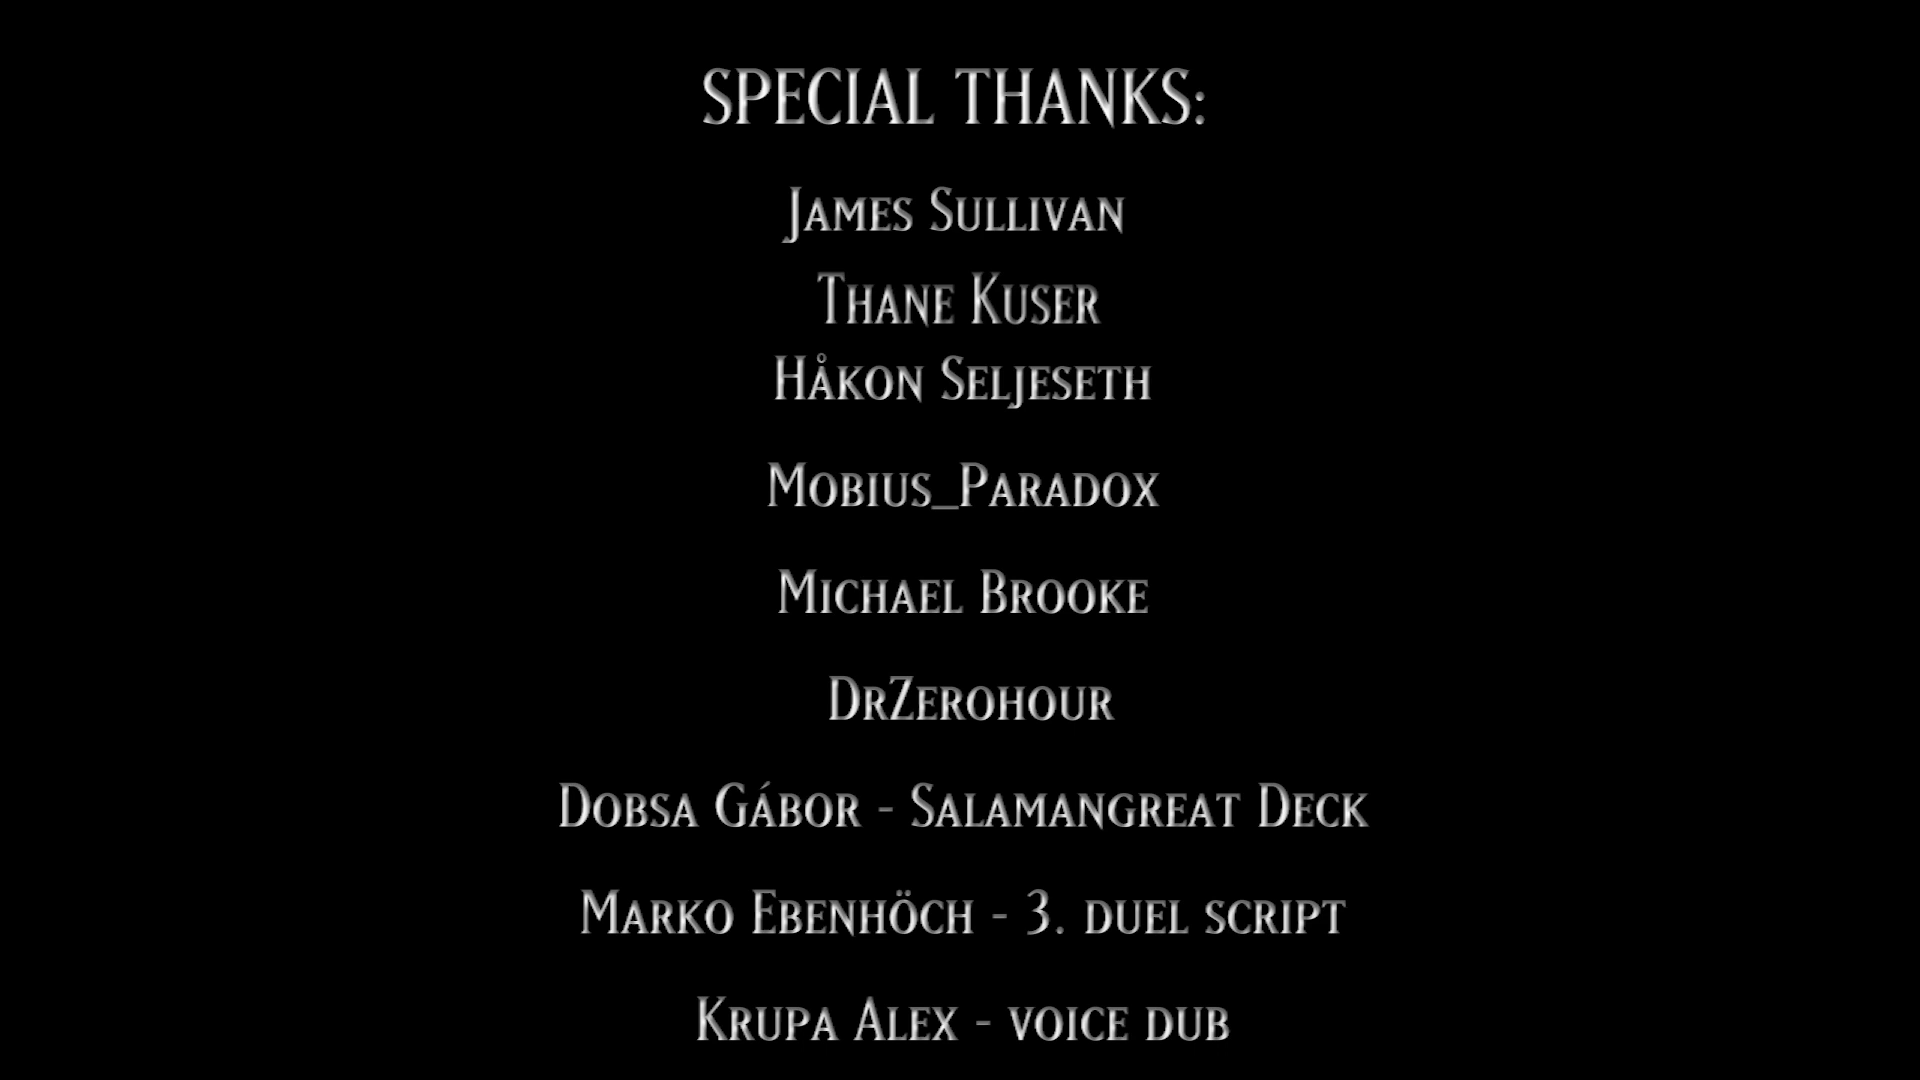 SPECIAL THANKS:
James Sullivan
Thane Kuser
Håkon Seljeseth
Mobius_Paradox
Michael Brooke
DrZerohour
Dobsa Gábor - Salamangreat Deck
Marko Ebenhöch - 3. duel script
Krupa Alex - voice dub